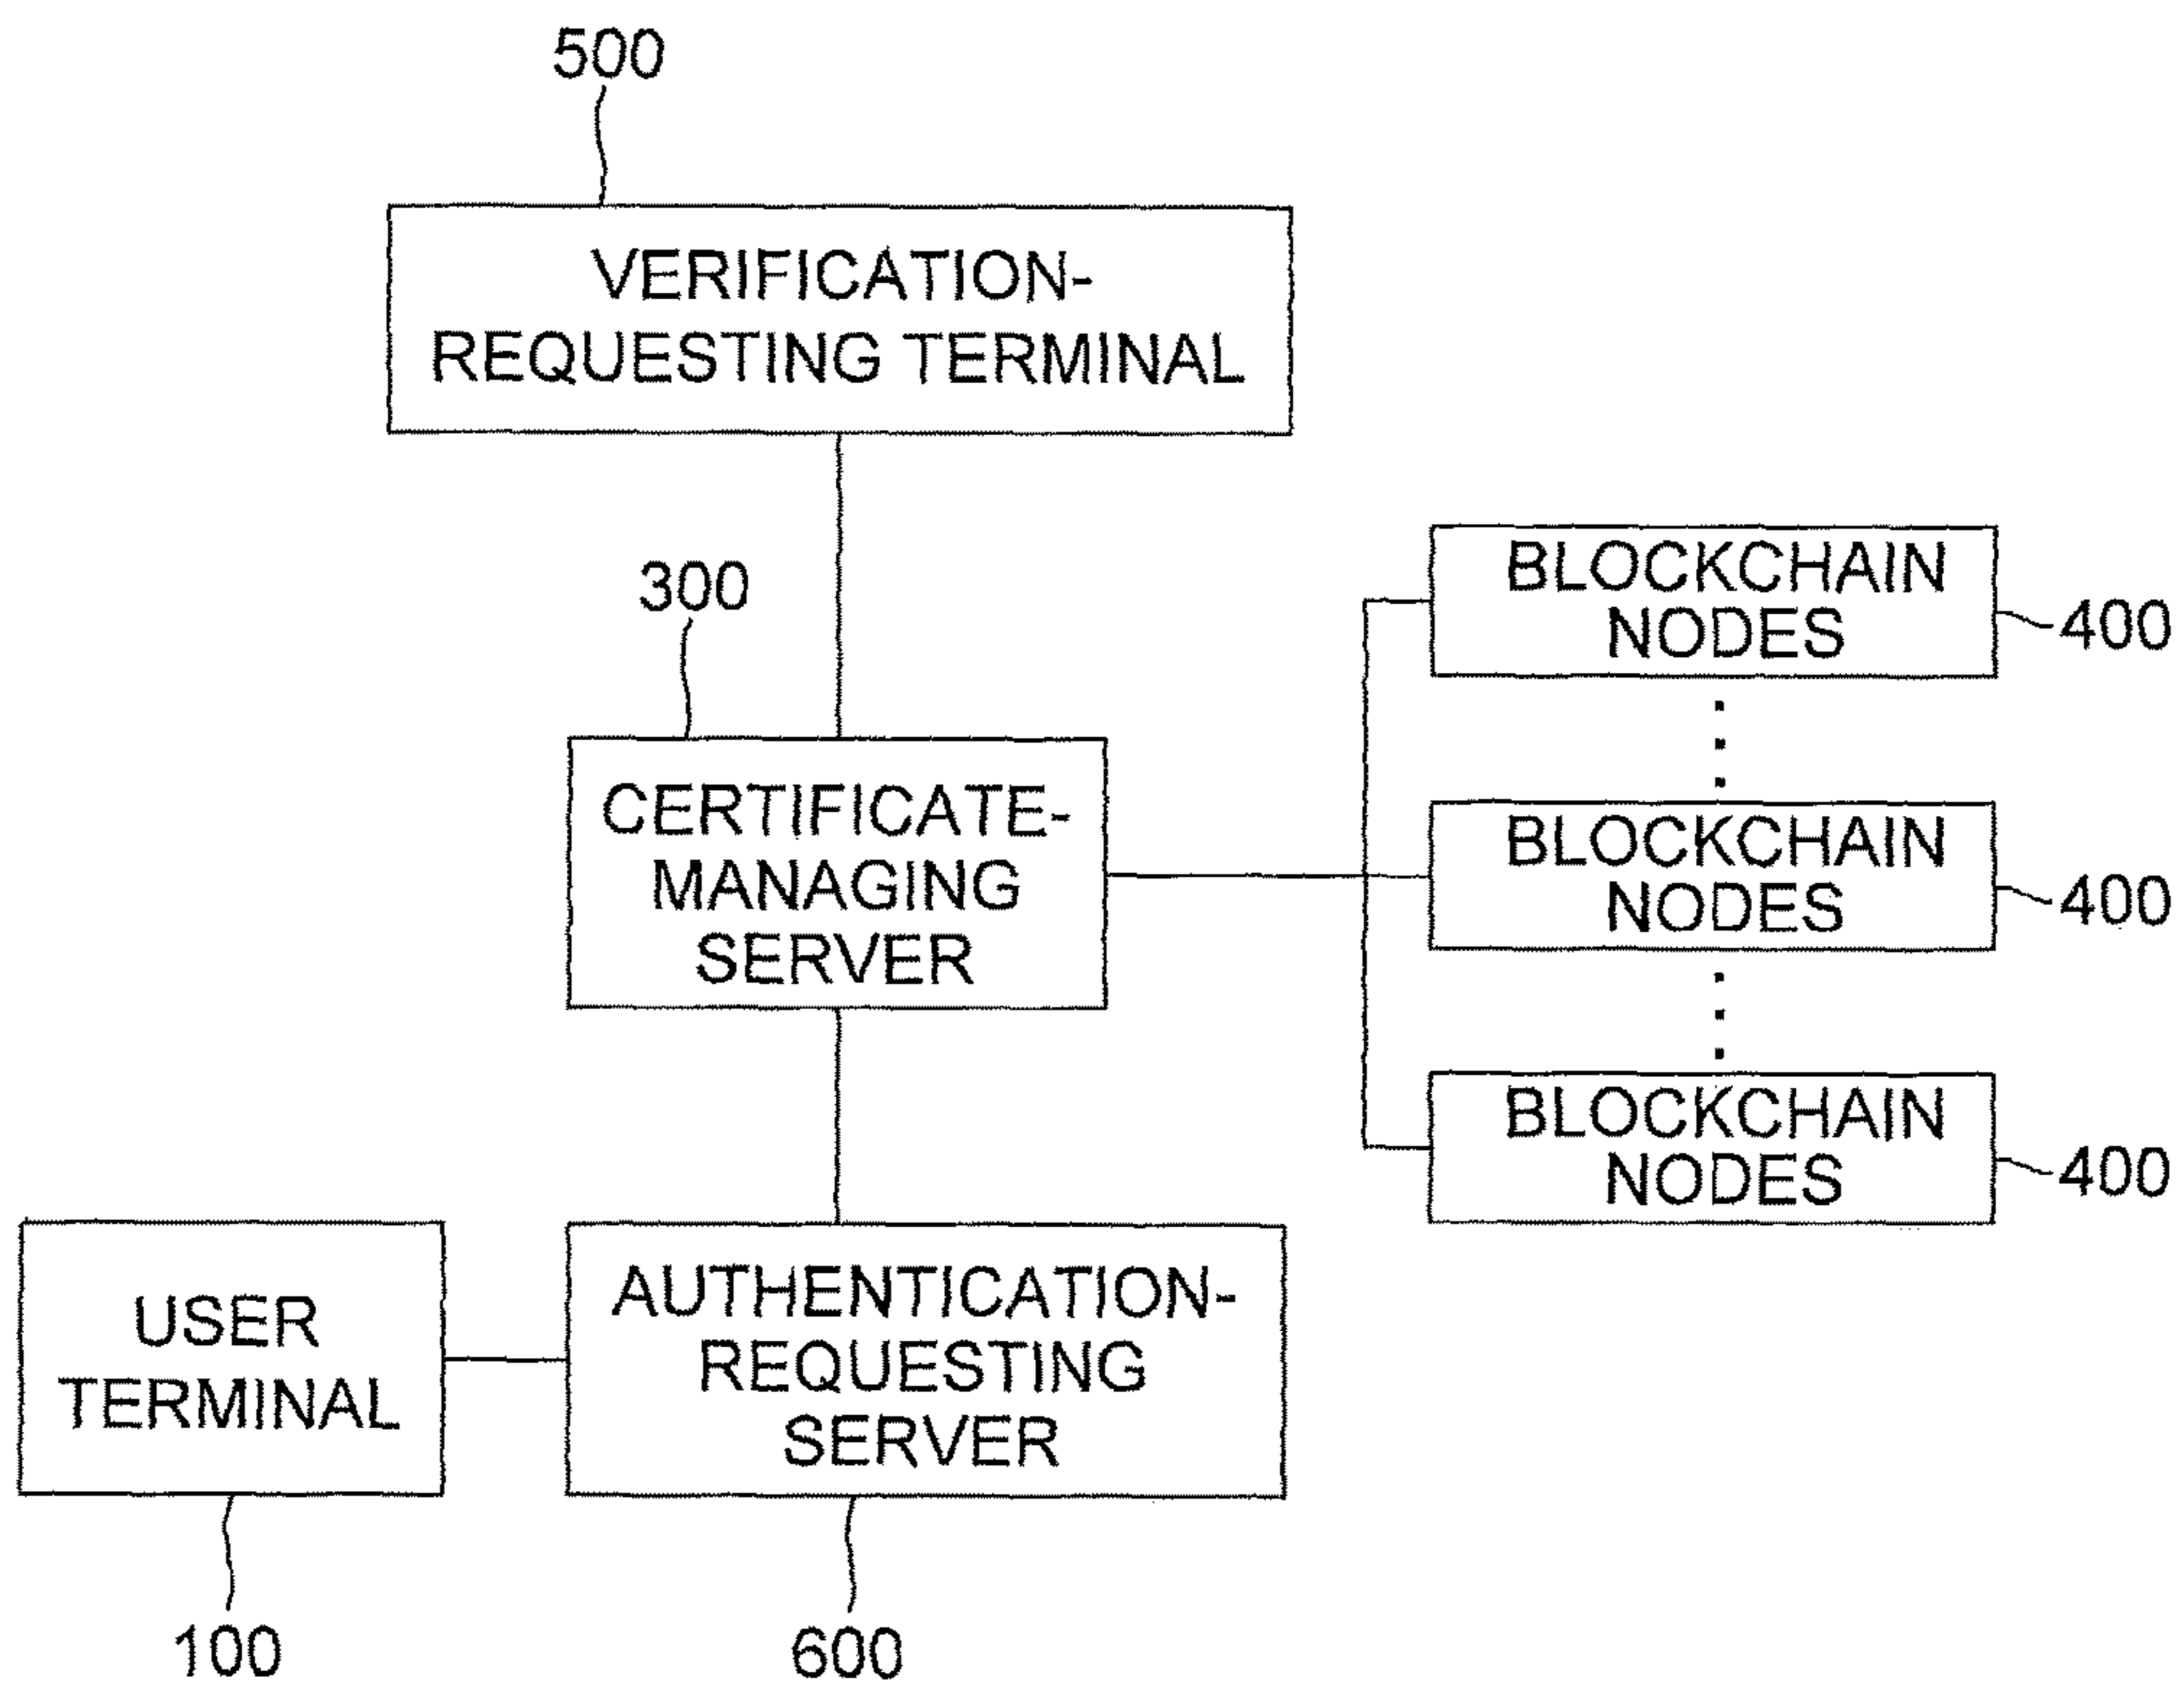 500
VERIFICATION-
REQUESTING TERMINAL
300
CERTIFICATE-
MANAGING
SERVER
BLOCKCHAIN
NODES
400
BLOCKCHAIN
NODES
400
BLOCKCHAIN
NODES
400
USER
TERMINAL
100
AUTHENTICATION-
REQUESTING
SERVER
600